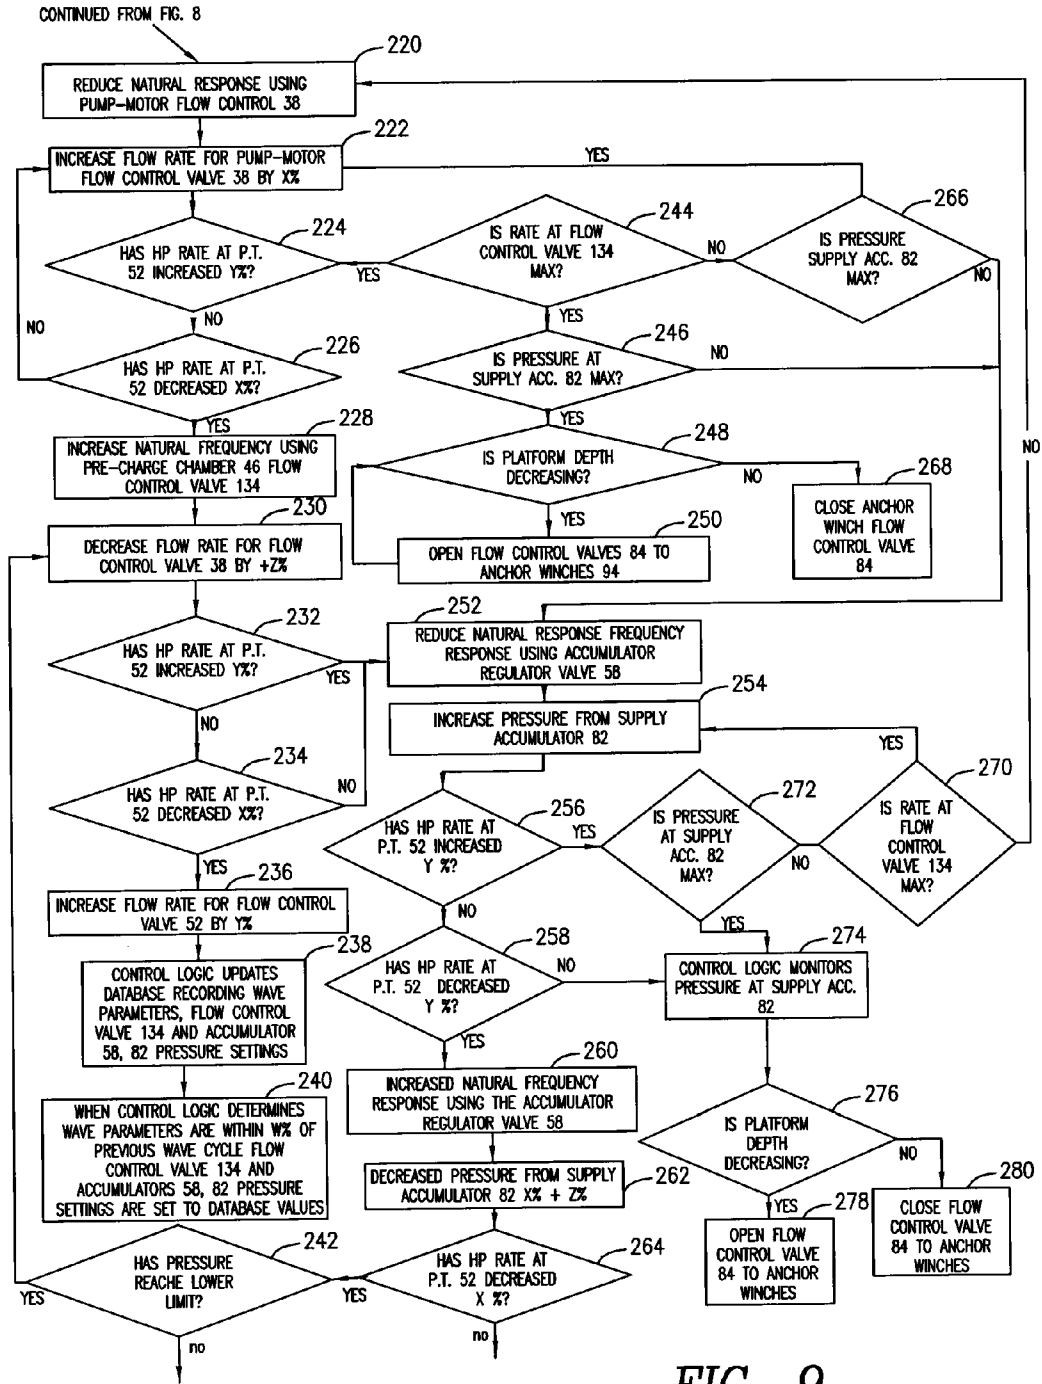 CONTINUED FROM FIG. 8
220
REDUCE NATURAL RESPONSE USING
PUMP-MOTOR FLOW CONTROL 38
222
INCREASE FLOW RATE FOR PUMP-MOTOR
FLOW CONTROL VALVE 38 BY X%
YES
224
HAS HP RATE AT P.T.
52 INCREASED Y%?
NO
244
IS RATE AT FLOW
CONTROL VALVE 134
MAX?
YES
NO
YES
266
IS PRESSURE
SUPPLY ACC. 82
MAX?
NO
NO
226
HAS HP RATE AT P.T.
52 DECREASED X%?
YES
246
IS PRESSURE AT
SUPPLY ACC. 82 MAX?
NO
YES
228
INCREASE NATURAL FREQUENCY USING
PRE-CHARGE CHAMBER 46 FLOW
CONTROL VALVE 134
248
IS PLATFORM DEPTH
DECREASING?
NO
YES
NO
268
CLOSE ANCHOR
WINCH FLOW
CONTROL VALVE
84
230
DECREASE FLOW RATE FOR FLOW
CONTROL VALVE 38 BY +Z%
250
OPEN FLOW CONTROL VALVES 84 TO
ANCHOR WINCHES 94
232
HAS HP RATE AT P.T.
52 INCREASED Y%?
YES
NO
252
REDUCE NATURAL RESPONSE FREQUENCY
RESPONSE USING ACCUMULATOR
REGULATOR VALVE 58
254
INCREASE PRESSURE FROM SUPPLY
ACCUMULATOR 82
YES
234
HAS HP RATE AT P.T.
52 DECREASED X%?
NO
YES
256
HAS HP RATE AT
P.T. 52 INCREASED
Y %?
YES
NO
272
IS PRESSURE
AT SUPPLY
ACC. 82
MAX?
NO
YES
270
IS RATE AT
FLOW
CONTROL
VALVE 134
MAX?
236
INCREASE FLOW RATE FOR FLOW CONTROL
VALVE 52 BY Y%
238
CONTROL LOGIC UPDATES
DATABASE RECORDING WAVE
PARAMETERS, FLOW CONTROL
VALVE 134 AND ACCUMULATOR
58, 82 PRESSURE SETTINGS
258
HAS HP RATE AT
P.T. 52 DECREASED
Y %?
NO
YES
274
CONTROL LOGIC MONITORS
PRESSURE AT SUPPLY ACC.
82
240
WHEN CONTROL LOGIC DETERMINES
WAVE PARAMETERS ARE WITHIN W% OF
PREVIOUS WAVE CYCLE FLOW
CONTROL VALVE 134 AND
ACCUMULATORS 58, 82 PRESSURE
SETTINGS ARE SET TO DATABASE VALUES
260
INCREASED NATURAL FREQUENCY
RESPONSE USING THE ACCUMULATOR
REGULATOR VALVE 58
276
IS PLATFORM
DEPTH
DECREASING?
NO
YES
262
DECREASED PRESSURE FROM SUPPLY
ACCUMULATOR 82 X% + Z%
278
OPEN FLOW
CONTROL VALVE
84 TO ANCHOR
WINCHES
280
CLOSE FLOW
CONTROL VALVE
84 TO ANCHOR
WINCHES
242
HAS PRESSURE
REACHE LOWER
LIMIT?
YES
no
264
HAS HP RATE AT
P.T. 52 DECREASED
X %?
YES
no
FIG. 9